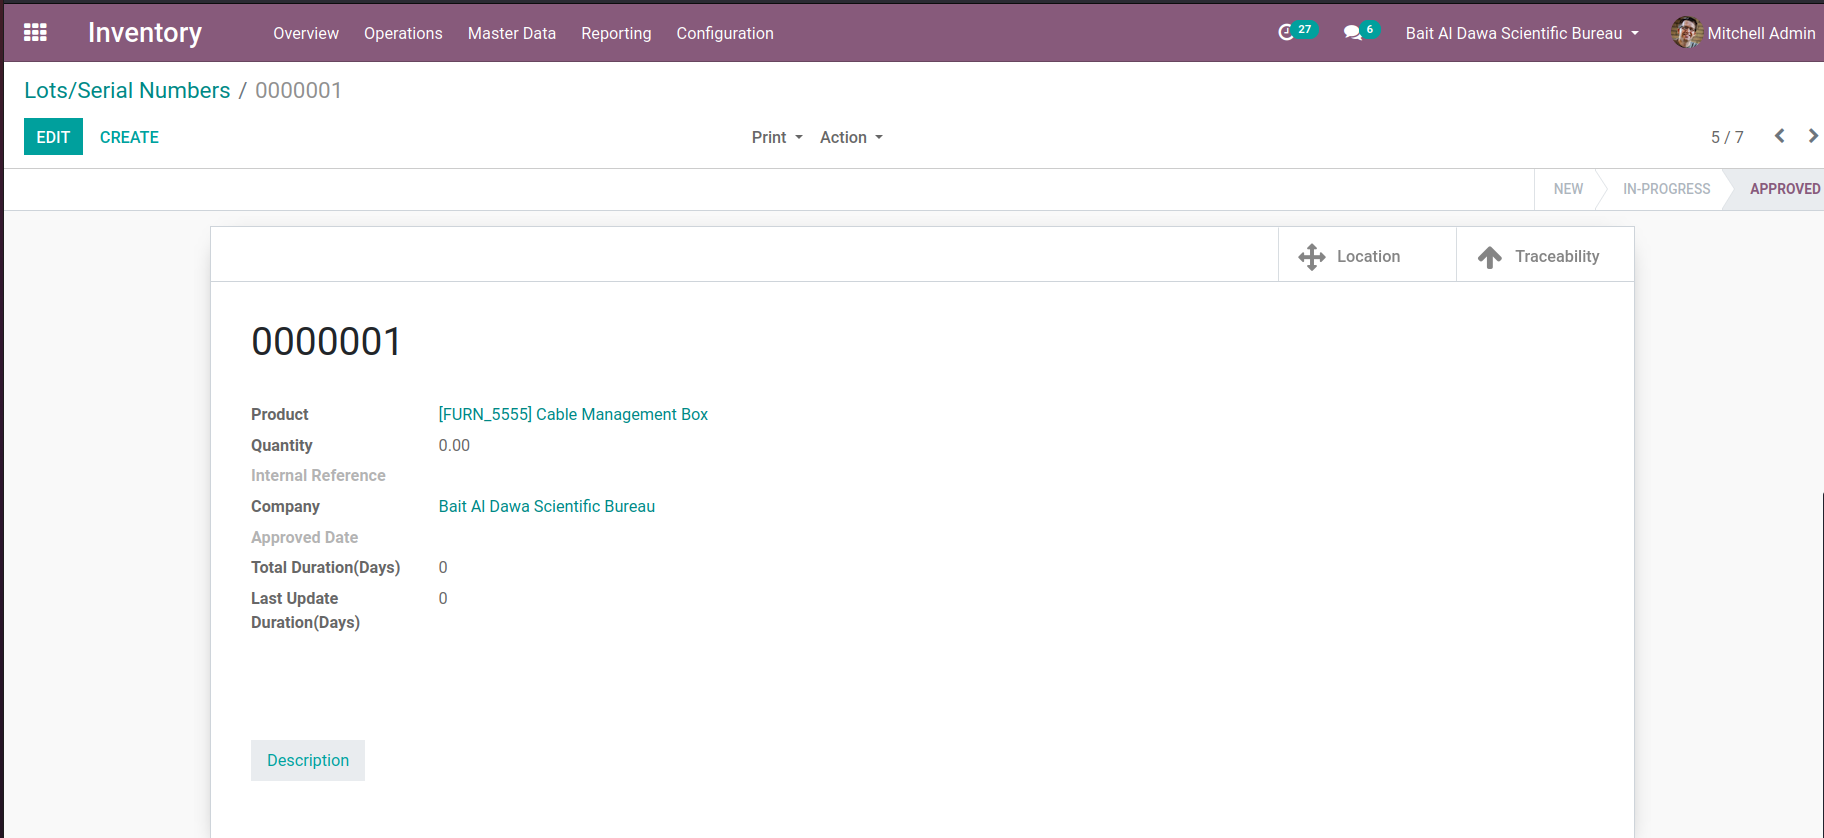 Inventory Overview Operations Master Data Reporting Configuration 27 6 Bait Al Dawa Scientific Bureau Mitchell Admin
Lots/Serial Numbers / 0000001
EDIT CREATE Print Action 5 / 7
NEW IN-PROGRESS APPROVED
Location Traceability
0000001
Product [FURN_5555] Cable Management Box
Quantity 0.00
Internal Reference
Company Bait Al Dawa Scientific Bureau
Approved Date
Total Duration(Days) 0
Last Update 0
Duration(Days)
Description